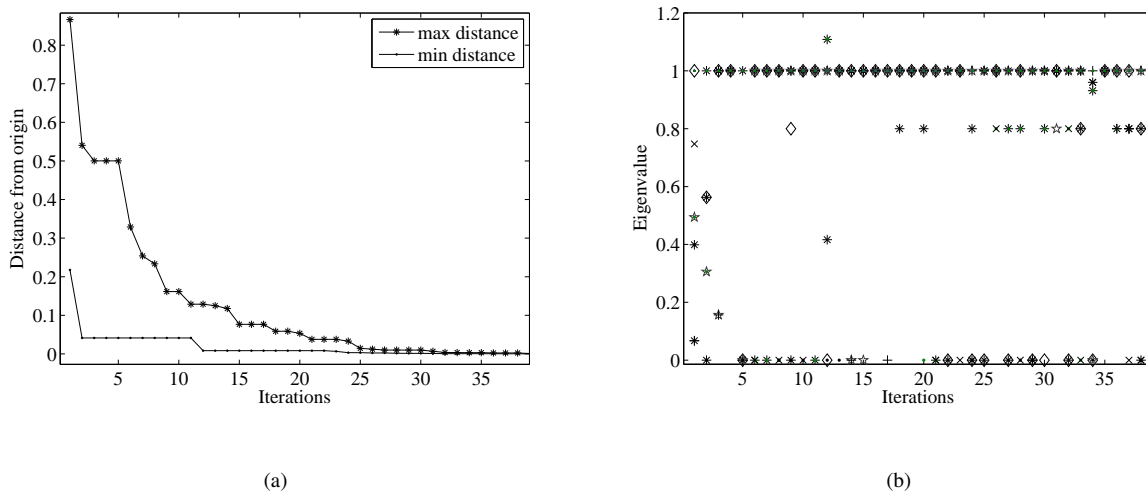 0.8
0.7
0.6
0.5
0.4
0.3
0.2
0.1
0
5 10 15 20 25 30 35
Iterations
Distance from origin
max distance
min distance
(a)
1.2
1
0.8
0.6
0.4
0.2
0
5 10 15 20 25 30 35
Iterations
Eigenvalue
(b)